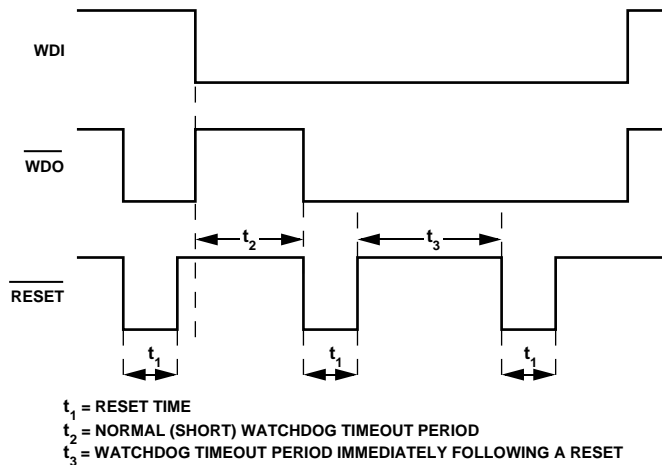 WDI
WDO
t2
t3
RESET
t1
t1
t1
t1 = RESET TIME
t2 = NORMAL (SHORT) WATCHDOG TIMEOUT PERIOD
t3 = WATCHDOG TIMEOUT PERIOD IMMEDIATELY FOLLOWING A RESET